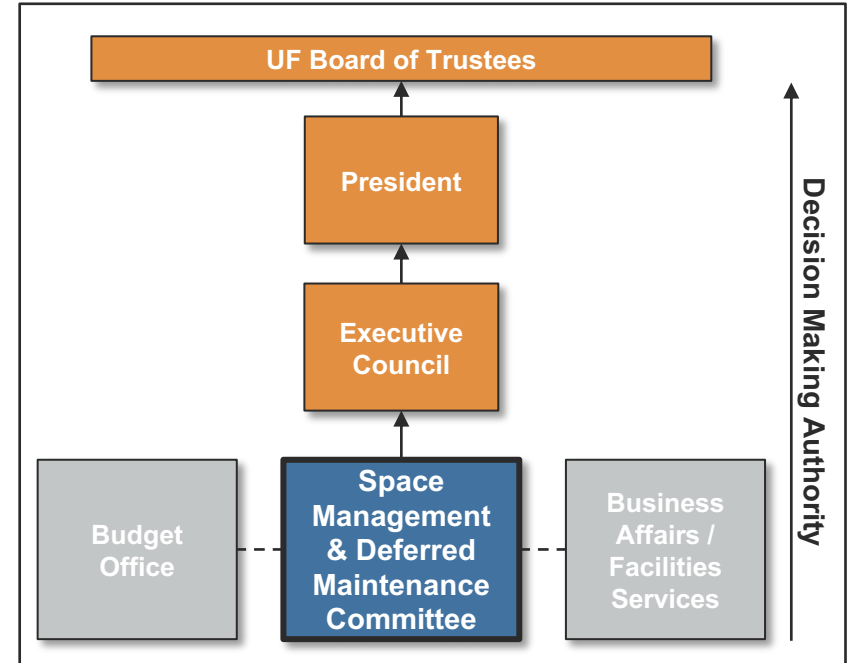 UF Board of Trustees
President
Executive
Council
Space
Management
& Deferred
Maintenance
Committee
Budget
Office
Business
Affairs /
Facilities
Services
Decision Making Authority